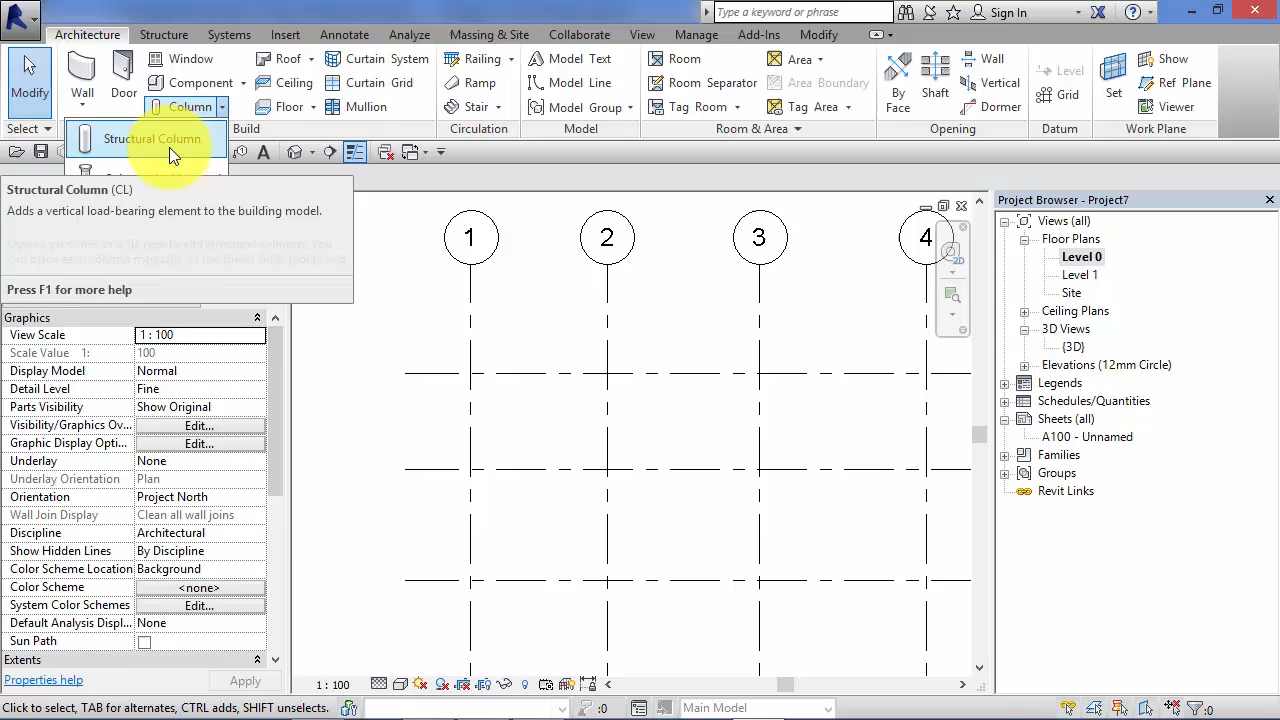 Type a keyword or phrase
Sign In
Architecture Structure Systems Insert Annotate Analyze Massing & Site Collaborate View Manage Add-Ins Modify
Modify
Wall
Door
Window
Component
Column
Roof
Ceiling
Floor
Curtain System
Curtain Grid
Mullion
Railing
Ramp
Stair
Model Text
Model Line
Model Group
Room
Room Separator
Tag Room
Area
Area Boundary
Tag Area
By
Face
Shaft
Wall
Vertical
Dormer
Level
Grid
Set
Show
Ref Plane
Viewer
Select Build Circulation Model Room & Area Opening Datum Work Plane
Structural Column
Structural Column (CL)
Adds a vertical load-bearing element to the building model.
Press F1 for more help
Graphics
View Scale 1 : 100
Scale Value 1: 100
Display Model Normal
Detail Level Fine
Parts Visibility Show Original
Visibility/Graphics Ov... Edit...
Graphic Display Opti... Edit...
Underlay None
Underlay Orientation Plan
Orientation Project North
Wall Join Display Clean all wall joins
Discipline Architectural
Show Hidden Lines By Discipline
Color Scheme Location Background
Color Scheme <none>
System Color Schemes Edit...
Default Analysis Displ... None
Sun Path
Extents
Properties help Apply
1 2 3 4
2D
Project Browser - Project7
Views (all)
Floor Plans
Level 0
Level 1
Site
Ceiling Plans
3D Views
{3D}
Elevations (12mm Circle)
Legends
Schedules/Quantities
Sheets (all)
A100 - Unnamed
Families
Groups
Revit Links
1 : 100
Click to select, TAB for alternates, CTRL adds, SHIFT unselects.
:0
Main Model
:0